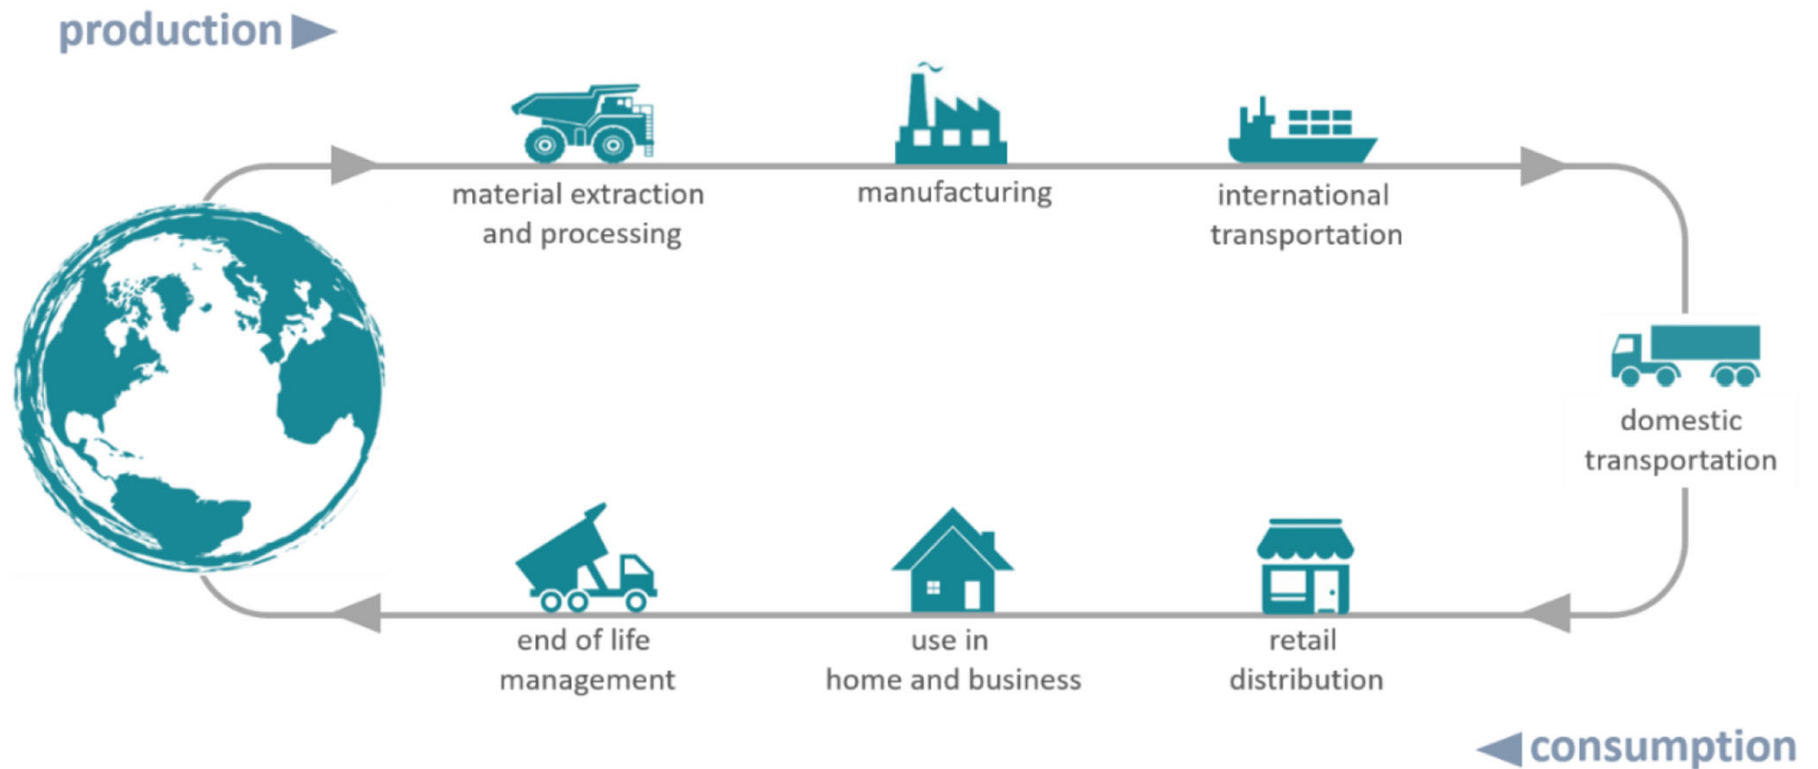 production
material extraction
and processing
manufacturing
international
transportation
domestic
transportation
end of life
management
use in
home and business
retail
distribution
consumption